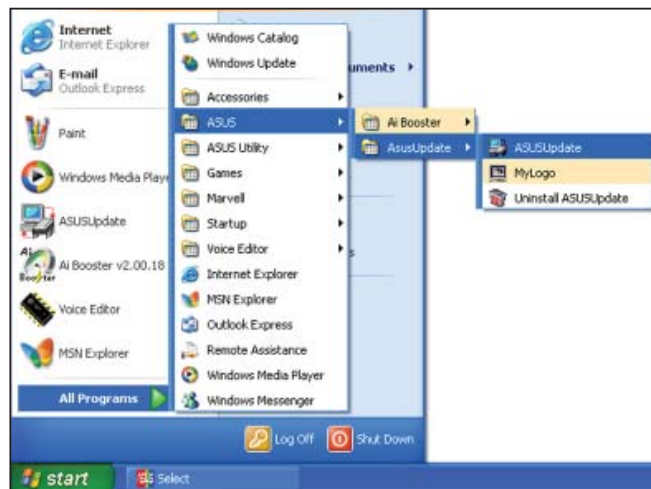 Internet
Internet Explorer
E-mail
Outlook Express
Paint
Windows Media Playe
ASUSUpdate
Ai Booster v2.00.18
Voice Editor
MSN Explorer
All Programs
Windows Catalog
Windows Update
Accessories
ASUS
ASUS Utility
Games
Marvell
Startup
Voice Editor
Internet Explorer
MSN Explorer
Outlook Express
Remote Assistance
Windows Media Player
Windows Messenger
uments
s
Ai Booster
AsusUpdate
ASUSUpdate
MyLogo
Uninstall ASUSUpdate
Log Off
Shut Down
start
Select